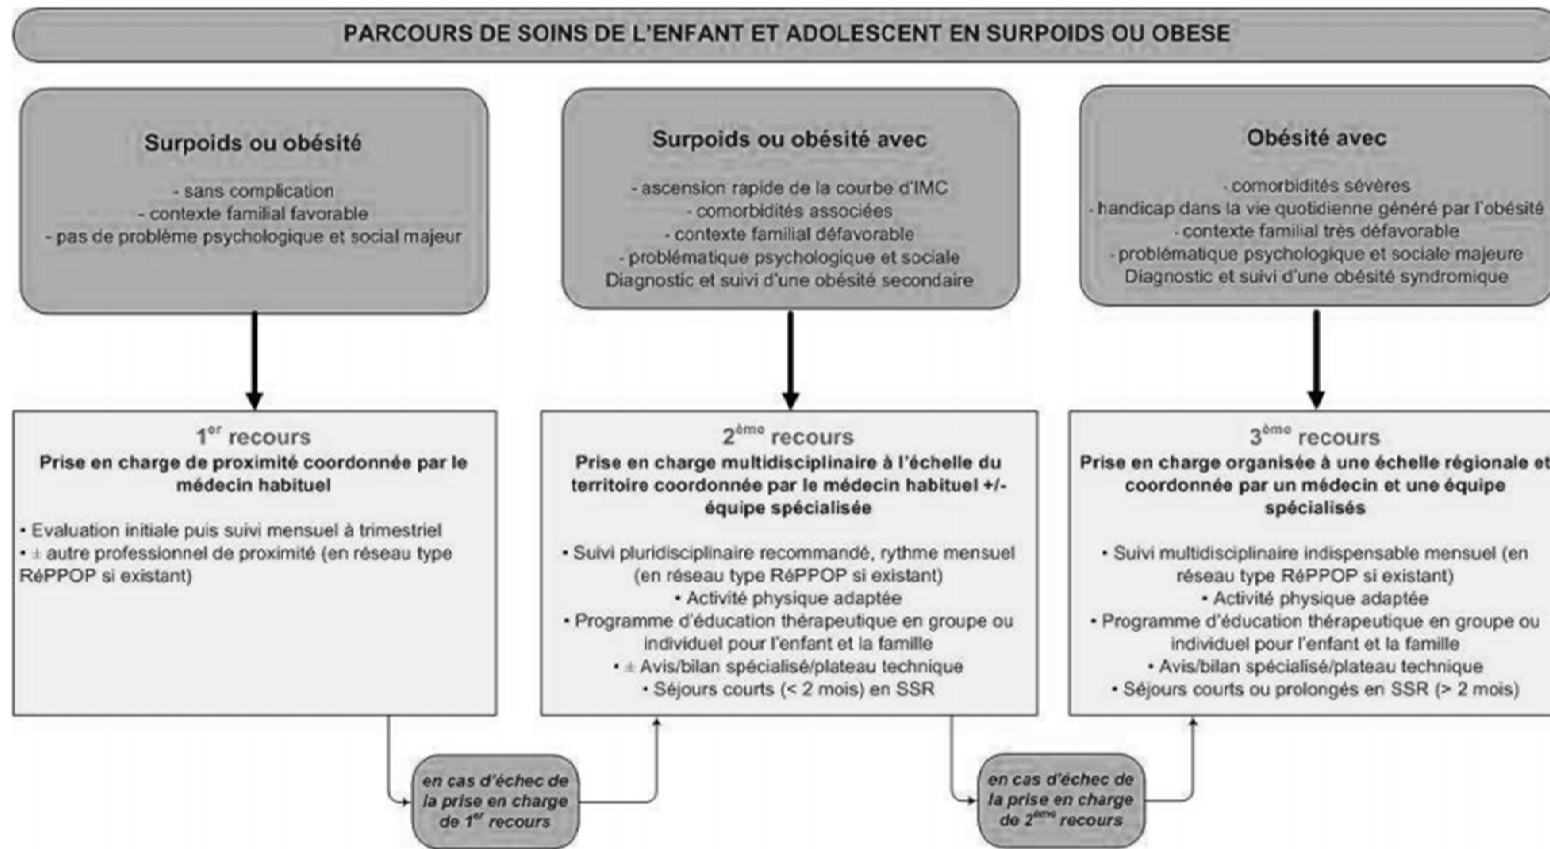 PARCOURS DE SOINS DE L'ENFANT ET ADOLESCENT EN SURPOIDS OU OBESE
Surpoids ou obésité
- sans complication
- contexte familial favorable
- pas de problème psychologique et social majeur
Surpoids ou obésité avec
- ascension rapide de la courbe d'IMC
- comorbidités associées
- contexte familial défavorable
- problématique psychologique et sociale
Diagnostic et suivi d'une obésité secondaire
Obésité avec
- comorbidités sévères
- handicap dans la vie quotidienne généré par l'obésité
- contexte familial très défavorable
- problématique psychologique et sociale majeure
Diagnostic et suivi d'une obésité syndromique
1er recours
Prise en charge de proximité coordonnée par le
médecin habituel
• Evaluation initiale puis suivi mensuel à trimestriel
• ± autre professionnel de proximité (en réseau type
RéPPOP si existant)
2ème recours
Prise en charge multidisciplinaire à l'échelle du
territoire coordonnée par le médecin habituel +/-
équipe spécialisée
• Suivi pluridisciplinaire recommandé, rythme mensuel
(en réseau type RéPPOP si existant)
• Activité physique adaptée
• Programme d'éducation thérapeutique en groupe ou
individuel pour l'enfant et la famille
• ± Avis/bilan spécialisé/plateau technique
• Séjours courts (< 2 mois) en SSR
3ème recours
Prise en charge organisée à une échelle régionale et
coordonnée par un médecin et une équipe
spécialisés
• Suivi multidisciplinaire indispensable mensuel (en
réseau type RéPPOP si existant)
• Activité physique adaptée
• Programme d'éducation thérapeutique en groupe ou
individuel pour l'enfant et la famille
• Avis/bilan spécialisé/plateau technique
• Séjours courts ou prolongés en SSR (> 2 mois)
en cas d'échec de
la prise en charge
de 1er recours
en cas d'échec de
la prise en charge
de 2ème recours